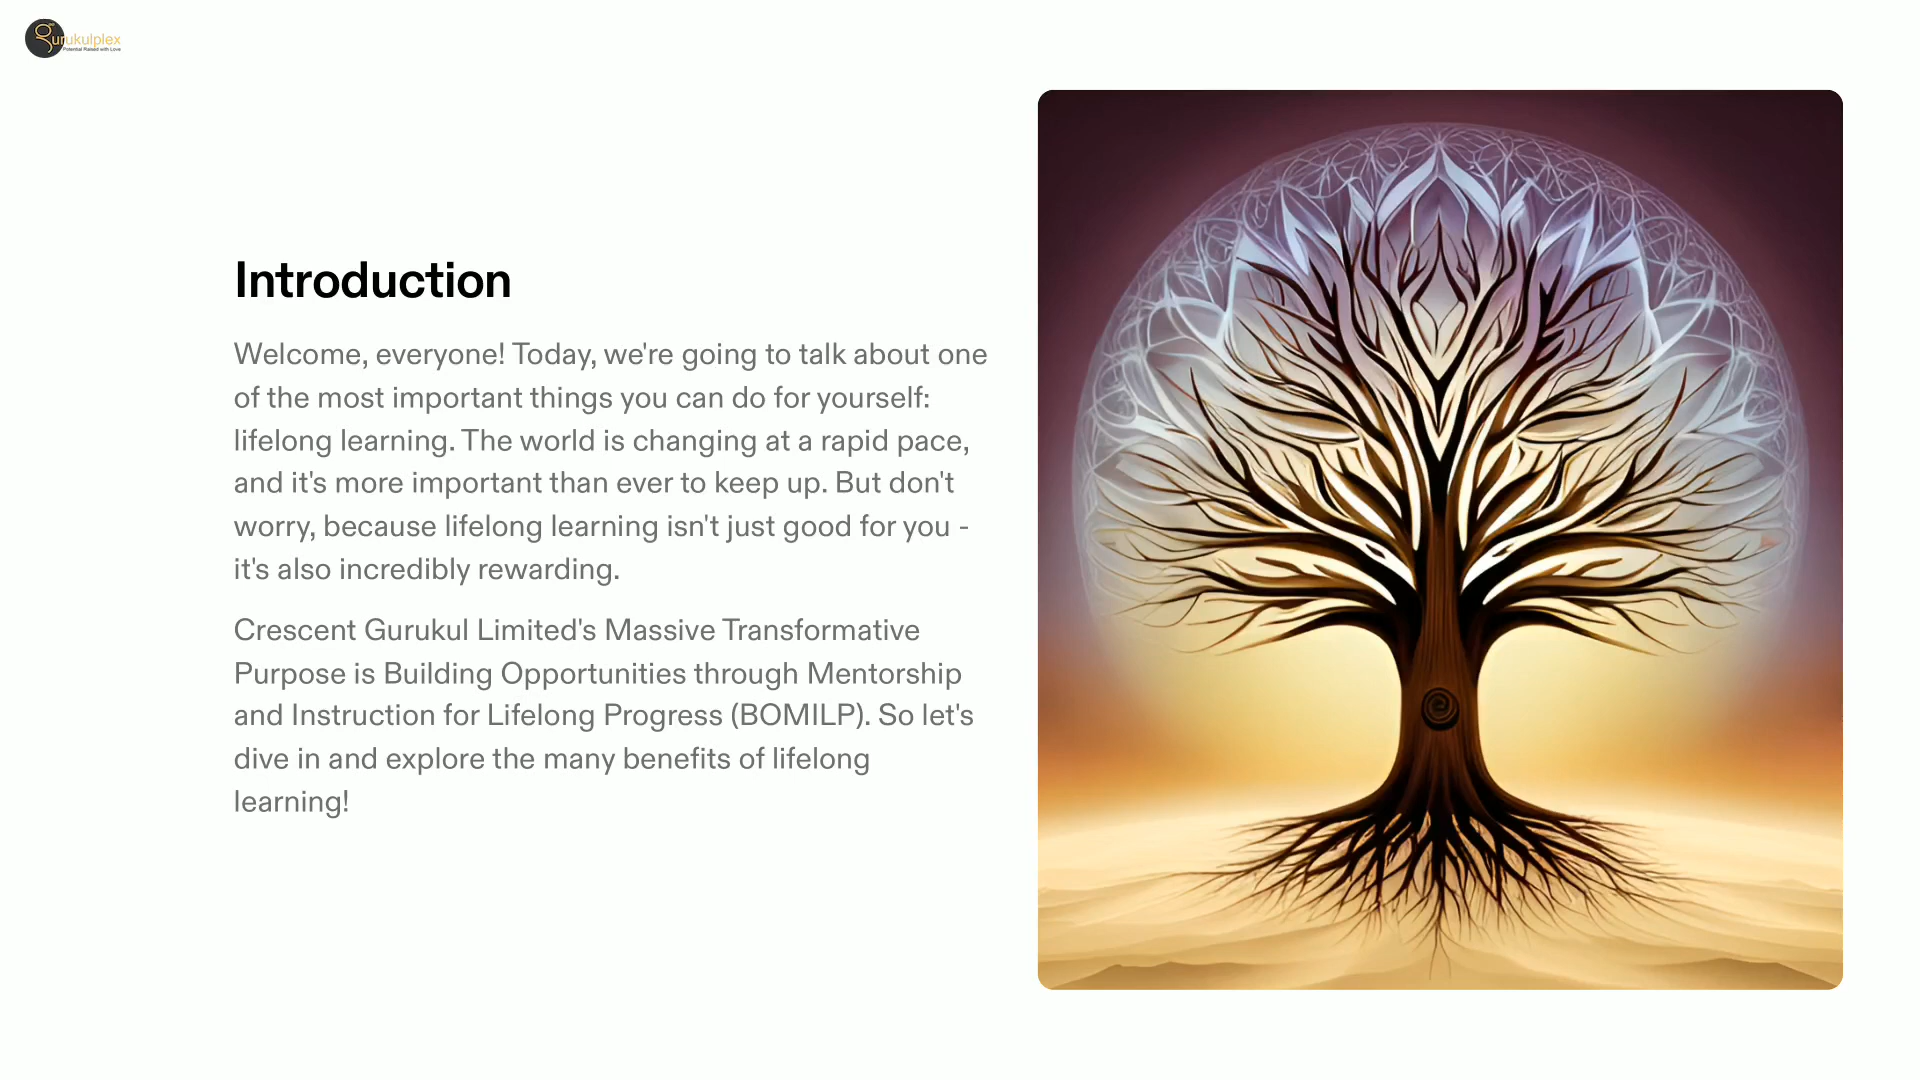 gurukulplex
Potential Raised with Love
Introduction
Welcome, everyone! Today, we're going to talk about one
of the most important things you can do for yourself:
lifelong learning. The world is changing at a rapid pace,
and it's more important than ever to keep up. But don't
worry, because lifelong learning isn't just good for you -
it's also incredibly rewarding.
Crescent Gurukul Limited's Massive Transformative
Purpose is Building Opportunities through Mentorship
and Instruction for Lifelong Progress (BOMILP). So let's
dive in and explore the many benefits of lifelong
learning!